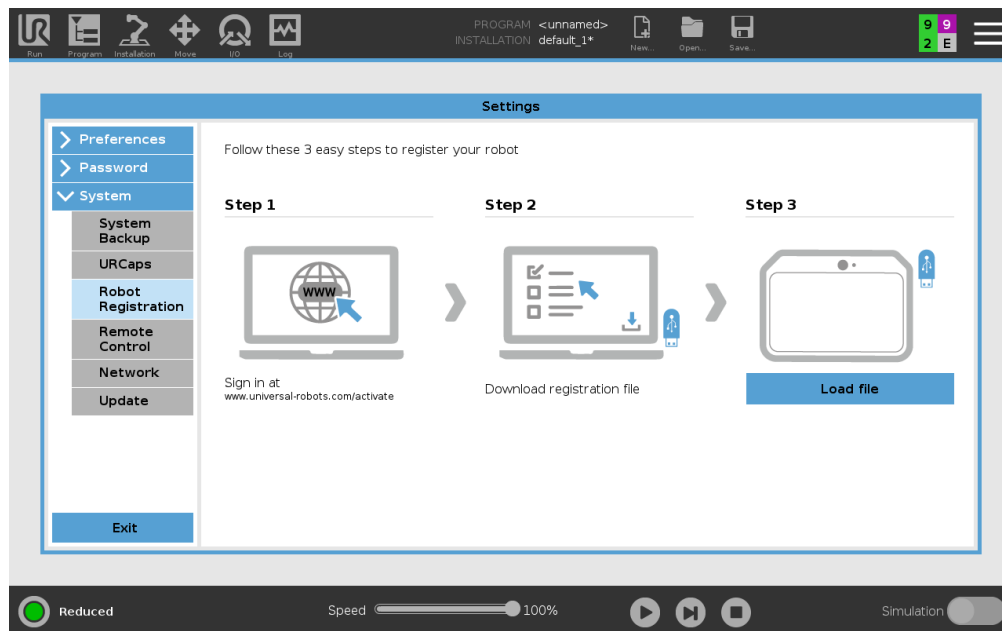 UR
PROGRAM <unnamed>
INSTALLATION default_1*
9 9
2 E
Run Program Installation Move I/O Log New... Open... Save...
Settings
Preferences
Password
System
System
Backup
URCaps
Robot
Registration
Remote
Control
Network
Update
Exit
Follow these 3 easy steps to register your robot
Step 1
www
Sign in at
www.universal-robots.com/activate
Step 2
Download registration file
Step 3
Load file
Reduced
Speed 100%
Simulation